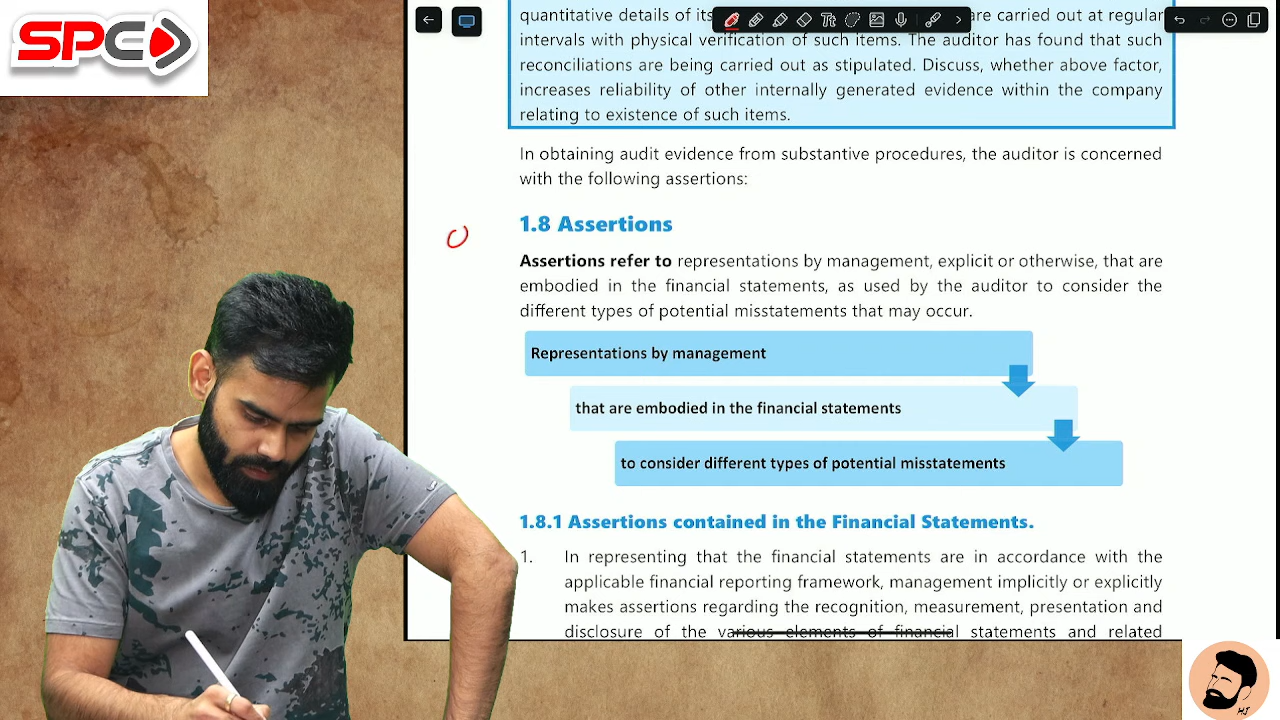 SPC
quantitative details of its
are carried out at regular
intervals with physical verification of such items. The auditor has found that such
reconciliations are being carried out as stipulated. Discuss, whether above factor,
increases reliability of other internally generated evidence within the company
relating to existence of such items.
In obtaining audit evidence from substantive procedures, the auditor is concerned
with the following assertions:
1.8 Assertions
Assertions refer to representations by management, explicit or otherwise, that are
embodied in the financial statements, as used by the auditor to consider the
different types of potential misstatements that may occur.
Representations by management
that are embodied in the financial statements
to consider different types of potential misstatements
1.8.1 Assertions contained in the Financial Statements.
1. In representing that the financial statements are in accordance with the
applicable financial reporting framework, management implicitly or explicitly
makes assertions regarding the recognition, measurement, presentation and
disclosure of the various elements of financial statements and related
HJ